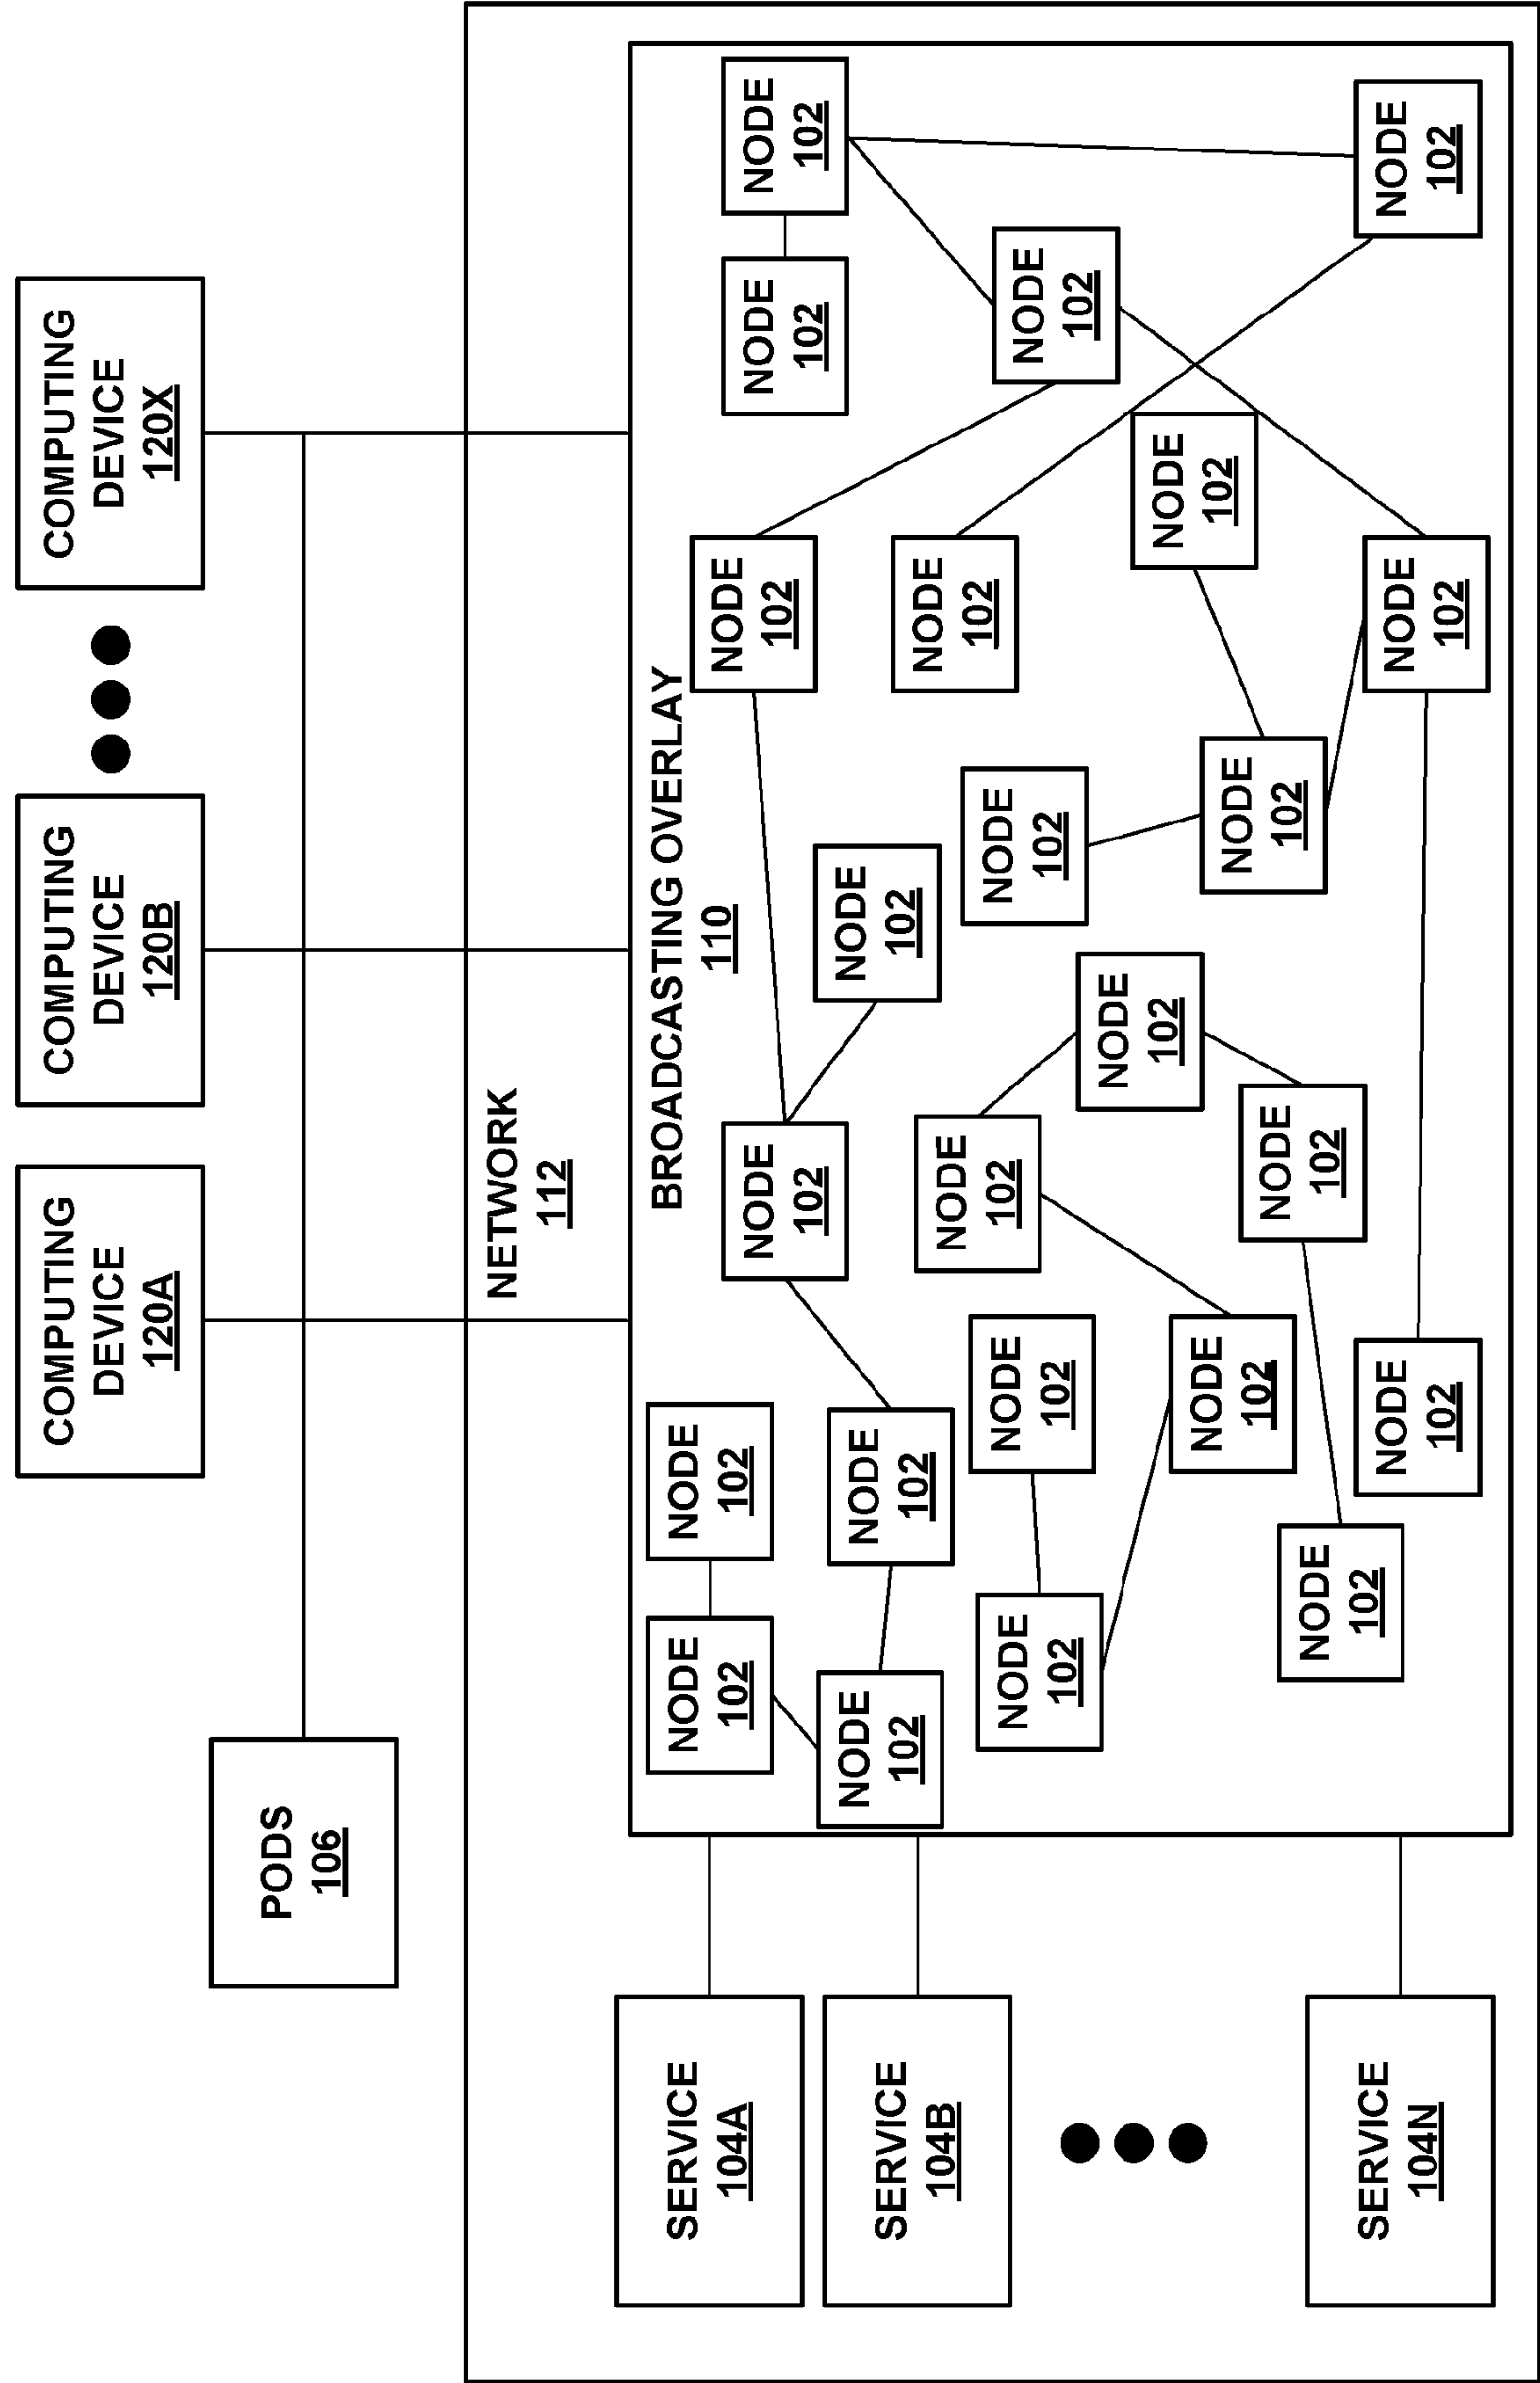 COMPUTING
DEVICE
120A
COMPUTING
DEVICE
120B
COMPUTING
DEVICE
120X
PODS
106
NETWORK
112
BROADCASTING OVERLAY
110
SERVICE
104A
SERVICE
104B
SERVICE
104N
NODE
102
NODE
102
NODE
102
NODE
102
NODE
102
NODE
102
NODE
102
NODE
102
NODE
102
NODE
102
NODE
102
NODE
102
NODE
102
NODE
102
NODE
102
NODE
102
NODE
102
NODE
102
NODE
102
NODE
102
NODE
102
NODE
102
NODE
102
NODE
102